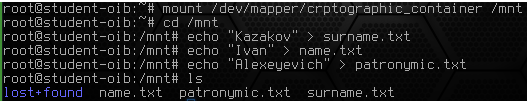 root@student-oib:~# mount /dev/mapper/crptographic_container /mnt
root@student-oib:~# cd /mnt
root@student-oib:/mnt# echo "Kazakov" > surname.txt
root@student-oib:/mnt# echo "Ivan" > name.txt
root@student-oib:/mnt# echo "Alexeyevich" > patronymic.txt
root@student-oib:/mnt# ls
lost+found  name.txt  patronymic.txt  surname.txt